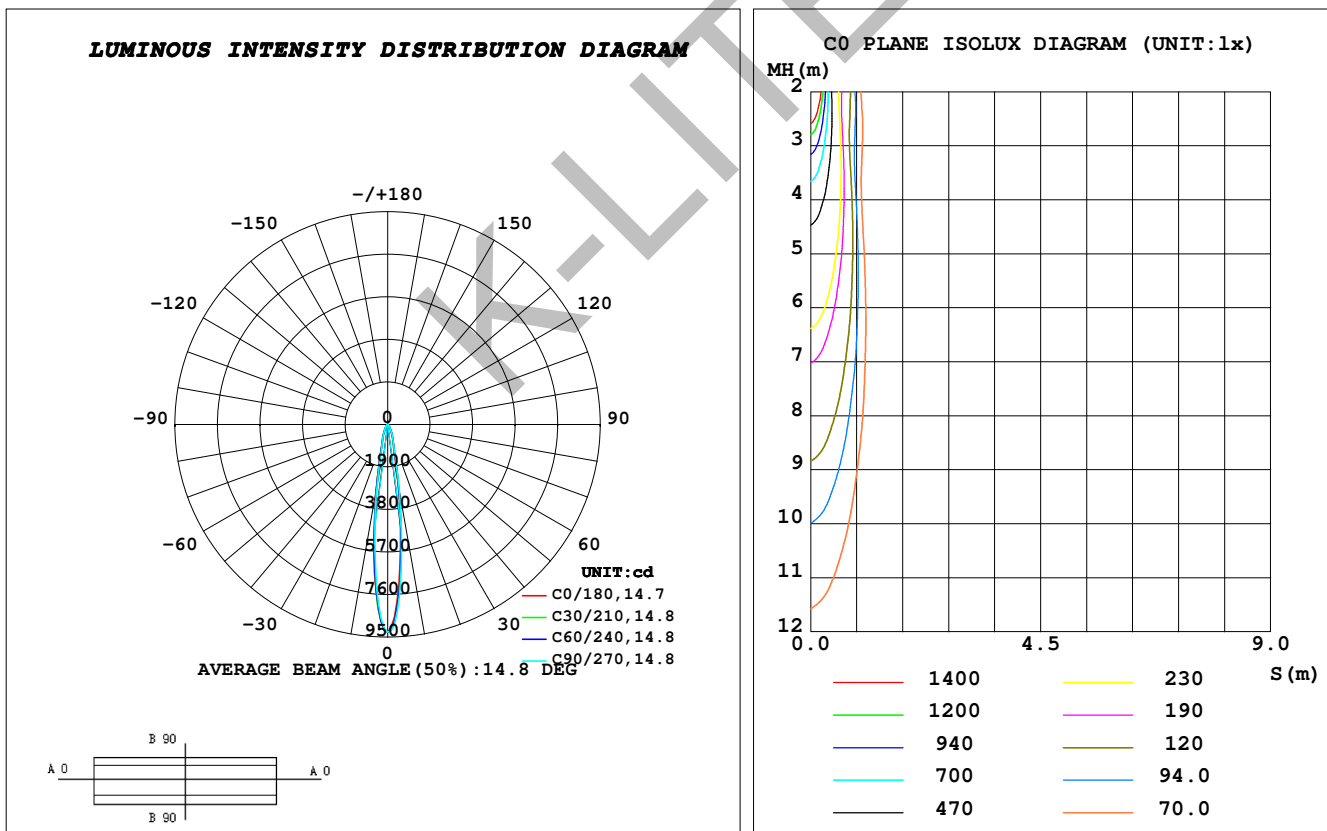 LUMINOUS INTENSITY DISTRIBUTION DIAGRAM
-/+180
-150
150
-120
120
-90
90
-60
60
-30
30
0
0
1900
3800
5700
7600
9500
UNIT:cd
C0/180,14.7
C30/210,14.8
C60/240,14.8
C90/270,14.8
AVERAGE BEAM ANGLE(50%):14.8 DEG
B 90
A 0
A 0
B 90
K-LITE
C0 PLANE ISOLUX DIAGRAM (UNIT:lx)
MH(m)
2
3
4
5
6
7
8
9
10
11
12
0.0
4.5
9.0
S(m)
1400
230
1200
190
940
120
700
94.0
470
70.0